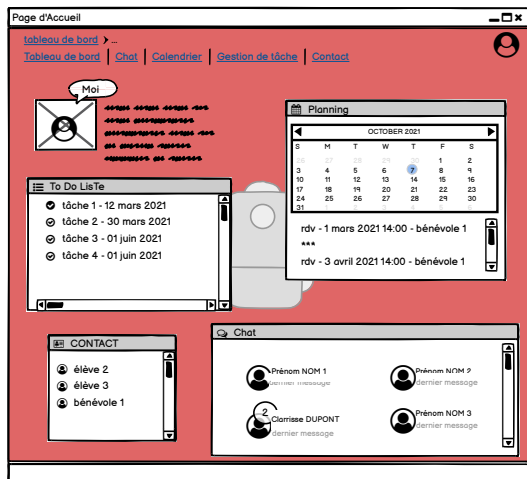 Page d'Accueil
tableau de bord > ...
Tableau de bord | Chat | Calendrier | Gestion de tâche | Contact
Moi
Planning
OCTOBER 2021
S M T W T F S
26 27 28 29 30 1 2
3 4 5 6 7 8 9
10 11 12 13 14 15 16
17 18 19 20 21 22 23
24 25 26 27 28 29 30
31 1 2 3 4 5 6
rdv - 1 mars 2021 14:00 - bénévole 1
***
rdv - 3 avril 2021 14:00 - bénévole 1
To Do LisTe
tâche 1 - 12 mars 2021
tâche 2 - 30 mars 2021
tâche 3 - 01 juin 2021
tâche 4 - 01 juin 2021
CONTACT
élève 2
élève 3
bénévole 1
Chat
Prénom NOM 1
dernier message
Prénom NOM 2
dernier message
2
Clarrisse DUPONT
dernier message
Prénom NOM 3
dernier message